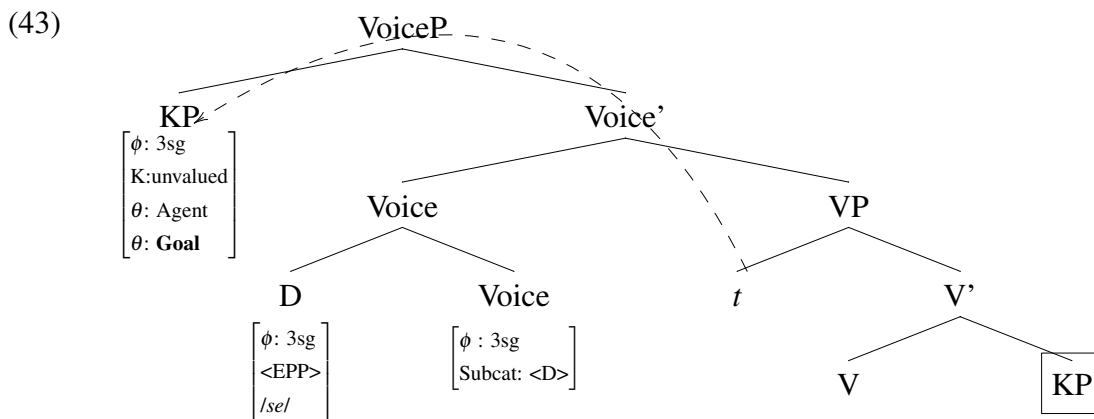 (43)
VoiceP
KP
Voice’
ϕ: 3sg
K:unvalued
θ: Agent
θ: Goal
Voice
VP
D
Voice
t
V’
ϕ: 3sg
<EPP>
/se/
ϕ : 3sg
Subcat: <D>
V
KP